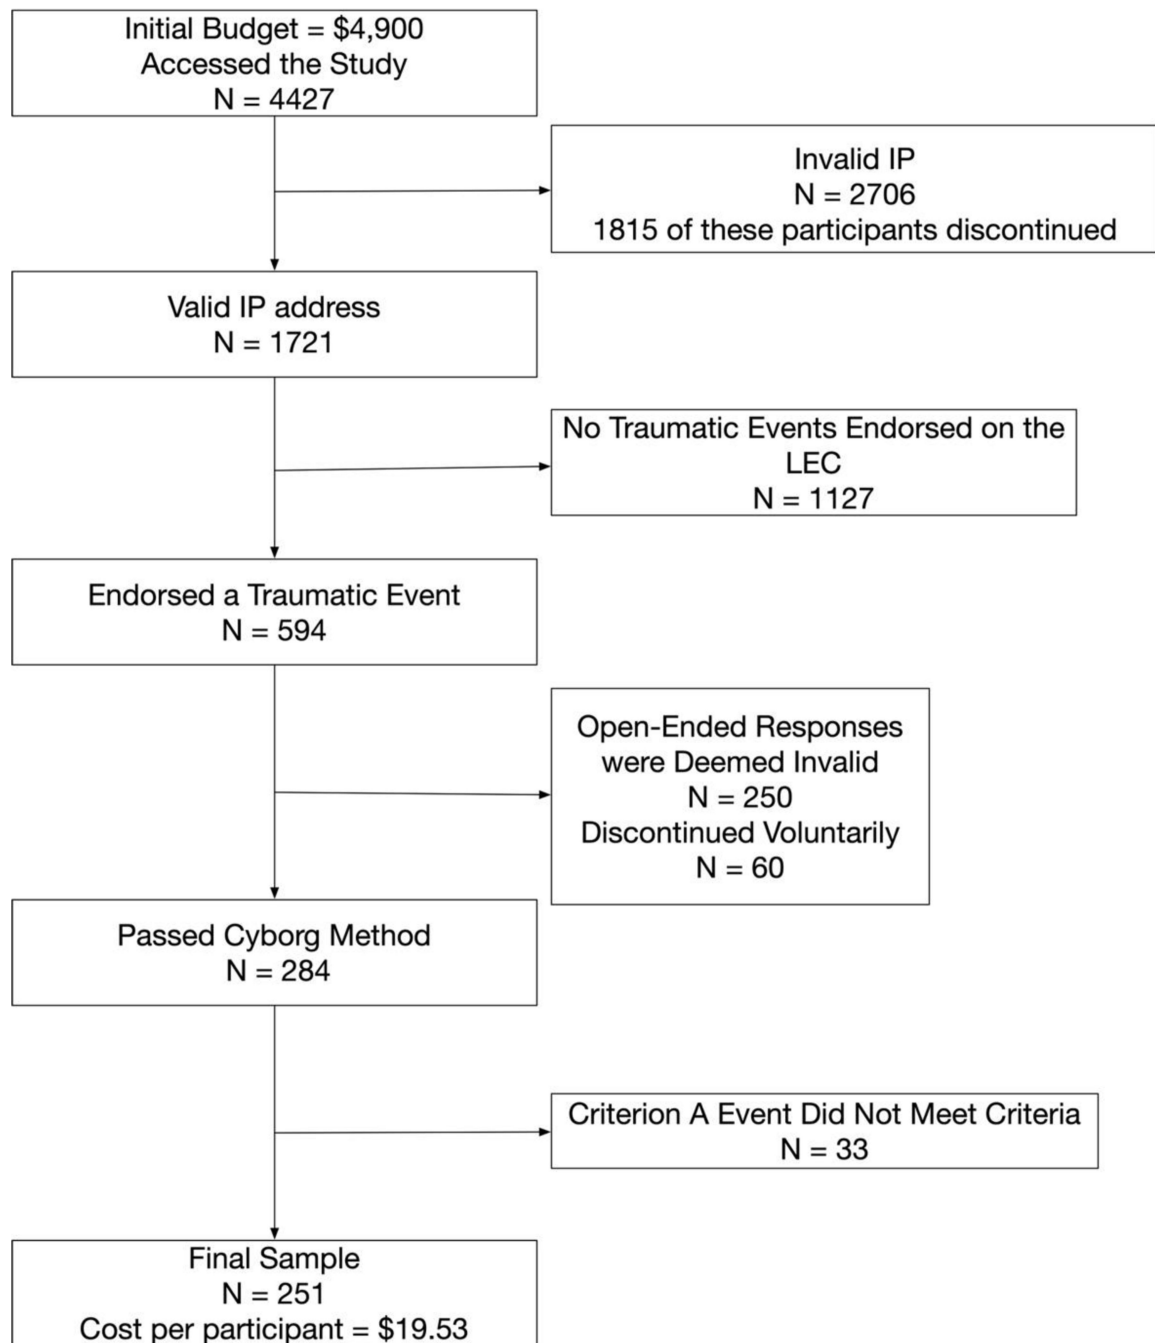 Initial Budget = $4,900
Accessed the Study
N = 4427
Invalid IP
N = 2706
1815 of these participants discontinued
Valid IP address
N = 1721
No Traumatic Events Endorsed on the
LEC
N = 1127
Endorsed a Traumatic Event
N = 594
Open-Ended Responses
were Deemed Invalid
N = 250
Discontinued Voluntarily
N = 60
Passed Cyborg Method
N = 284
Criterion A Event Did Not Meet Criteria
N = 33
Final Sample
N = 251
Cost per participant = $19.53